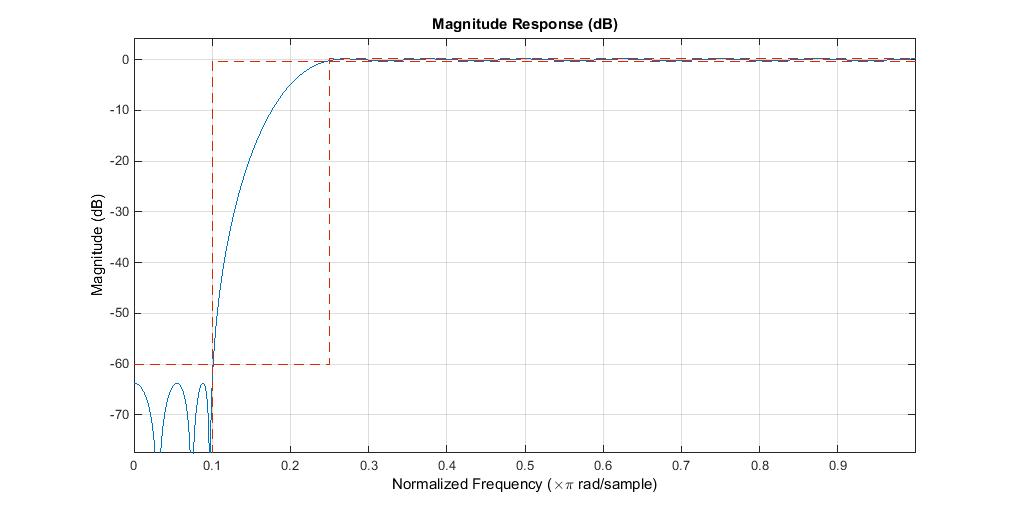 Magnitude Response (dB)
Magnitude (dB)
0
-10
-20
-30
-40
-50
-60
-70
0 0.1 0.2 0.3 0.4 0.5 0.6 0.7 0.8 0.9
Normalized Frequency (×π rad/sample)